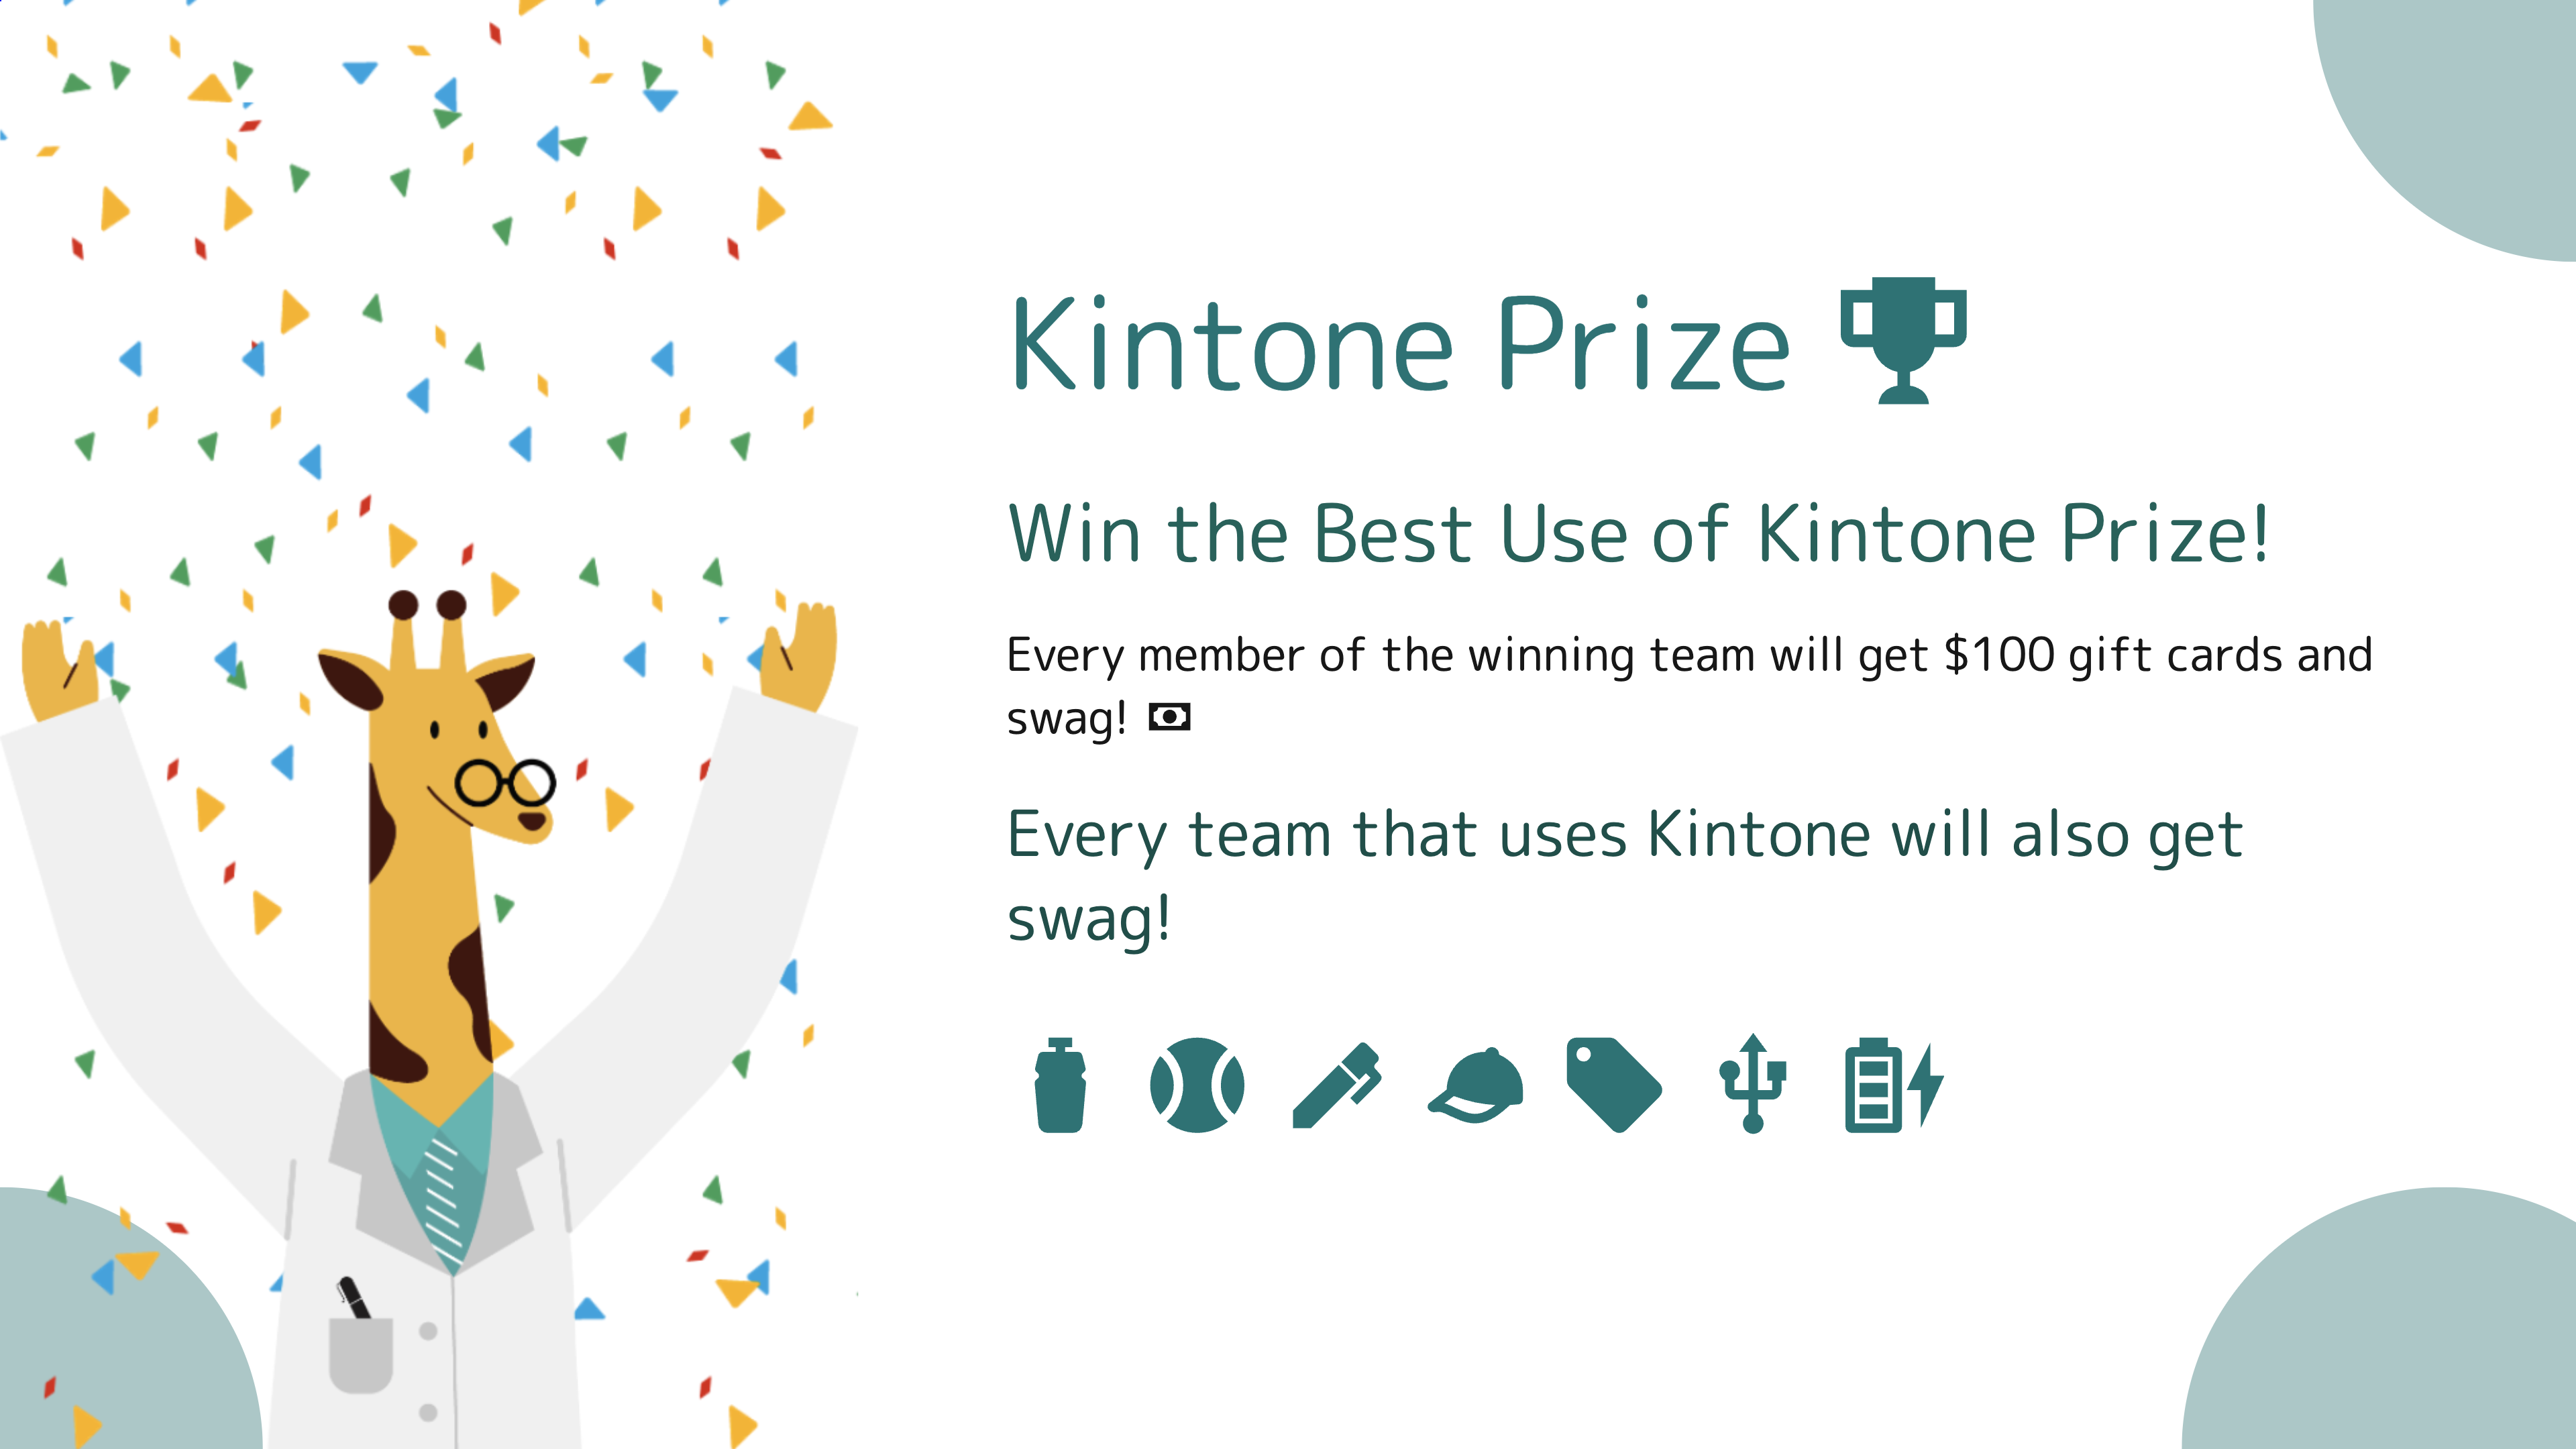 Kintone Prize
Win the Best Use of Kintone Prize!
Every member of the winning team will get $100 gift cards and
swag!
Every team that uses Kintone will also get
swag!